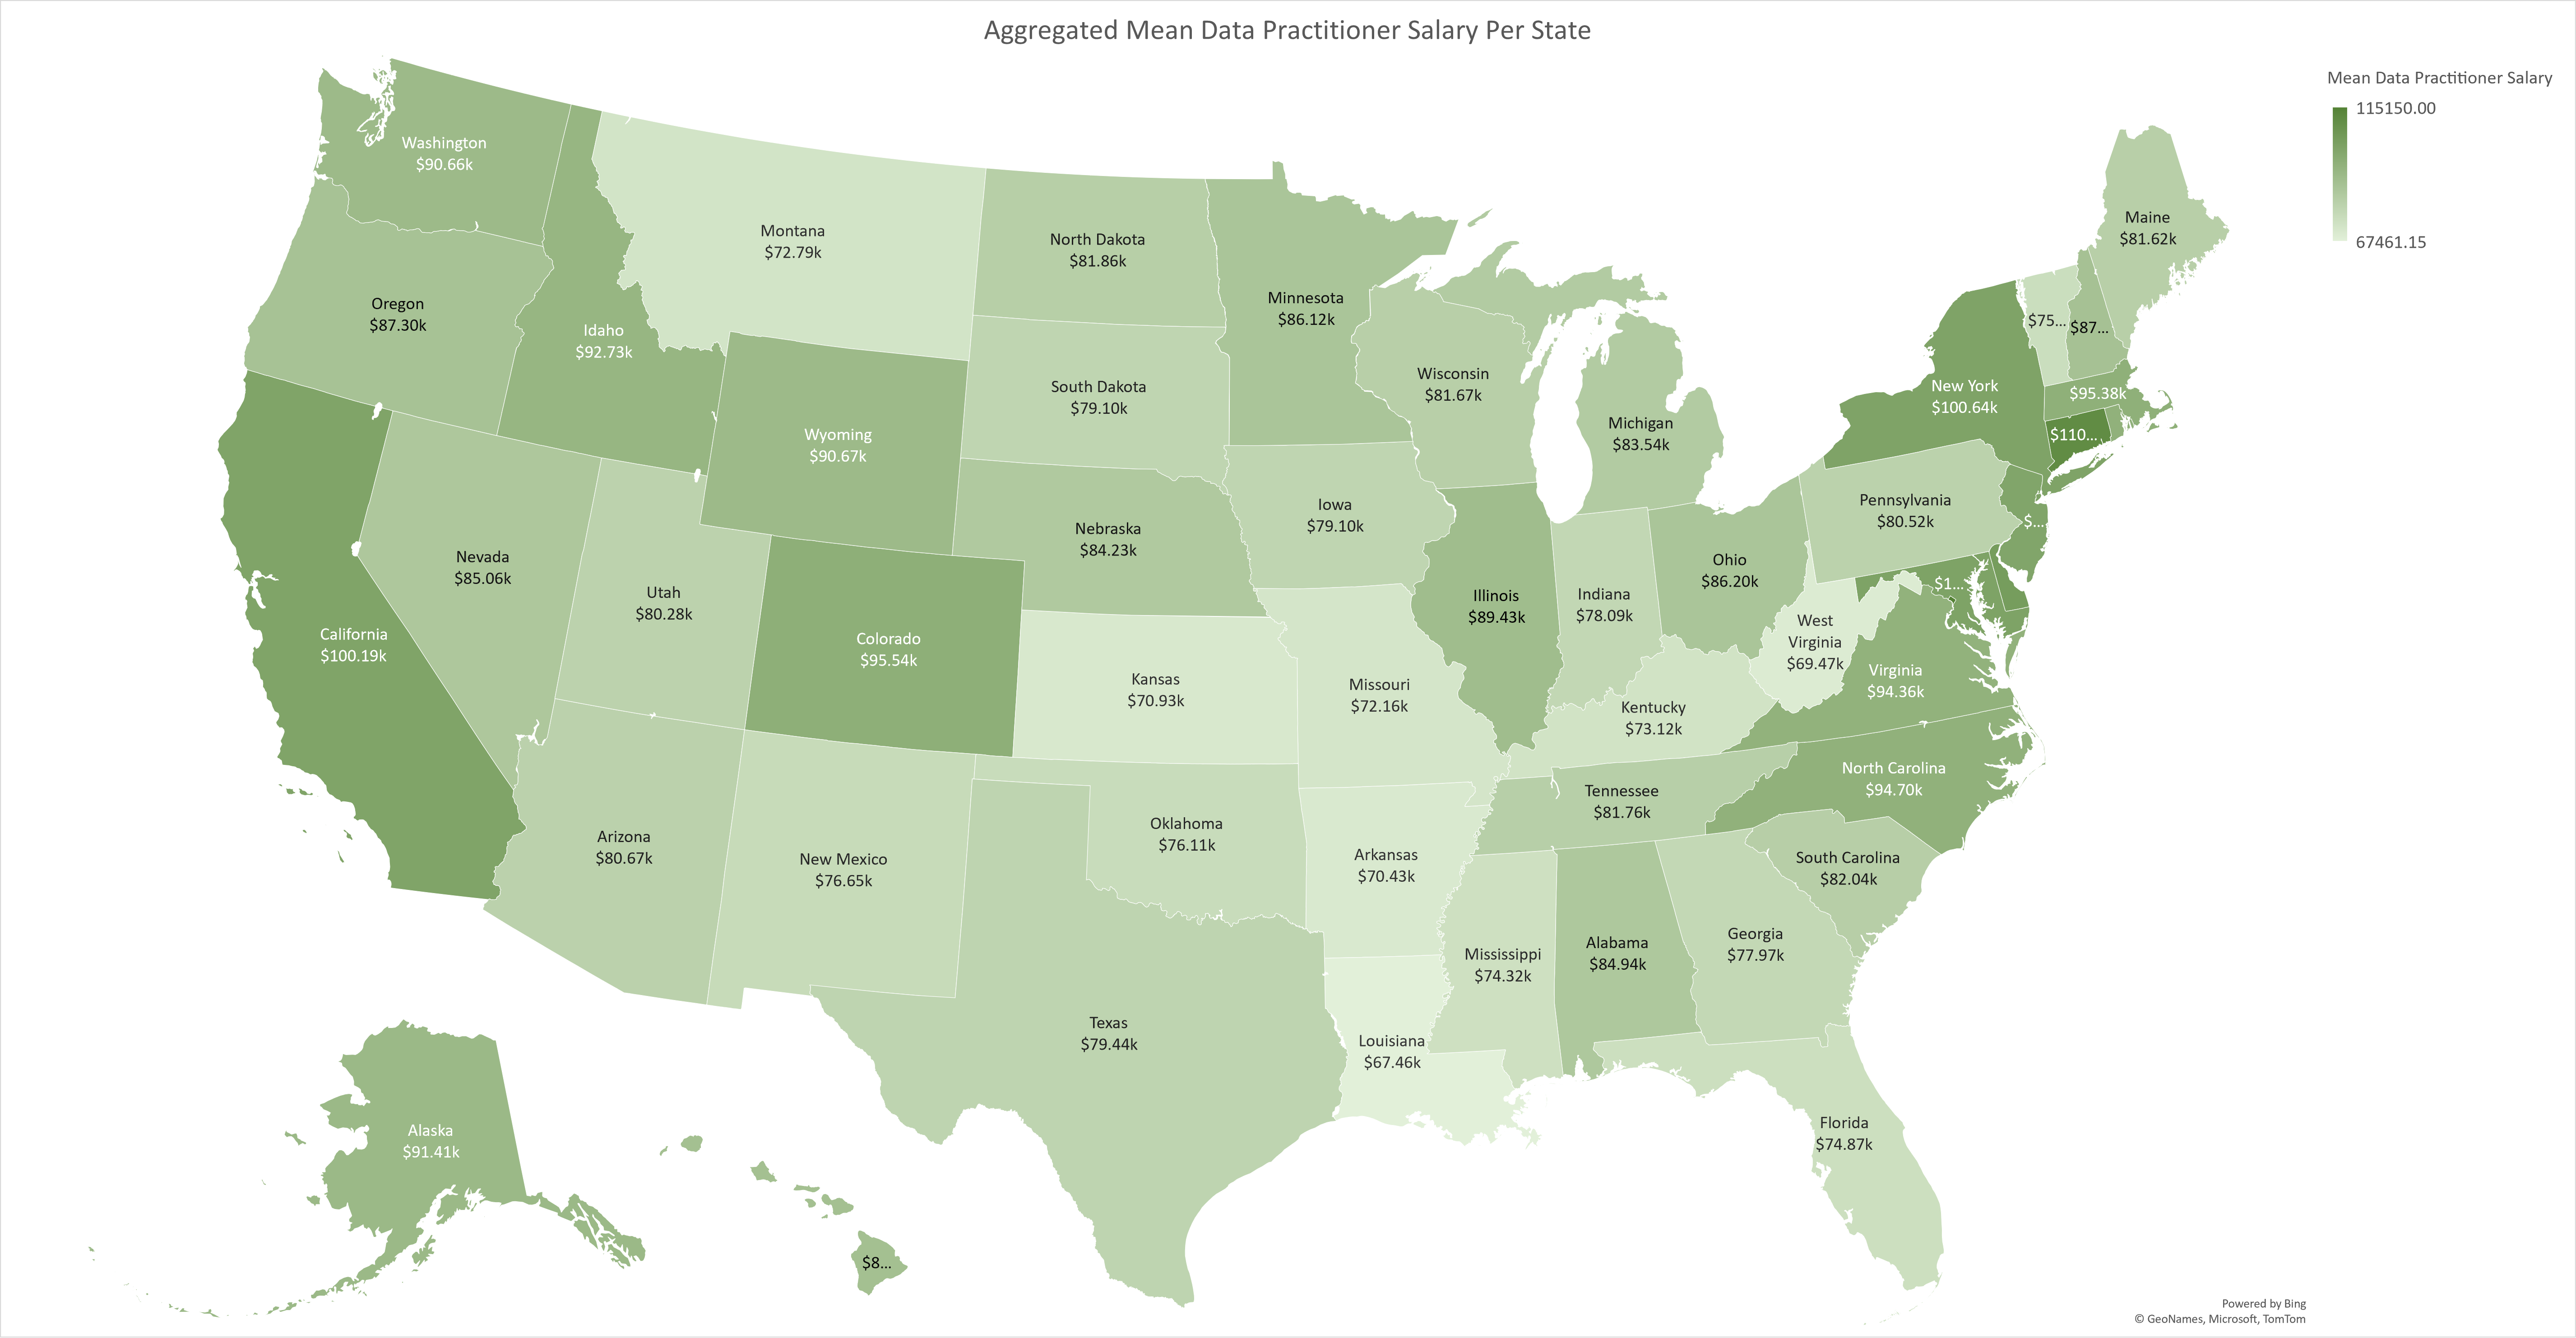 Aggregated Mean Data Practitioner Salary Per State
Mean Data Practitioner Salary
115150.00
67461.15
Washington
$90.66k
Montana
$72.79k
North Dakota
$81.86k
Minnesota
$86.12k
Maine
$81.62k
Oregon
$87.30k
Idaho
$92.73k
$75...
$87...
Wisconsin
$81.67k
South Dakota
$79.10k
New York
$100.64k
$95.38k
Michigan
$83.54k
$110...
Wyoming
$90.67k
Iowa
$79.10k
Pennsylvania
$80.52k
$...
Nebraska
$84.23k
Nevada
$85.06k
Ohio
$86.20k
$1...
Utah
$80.28k
Illinois
$89.43k
Indiana
$78.09k
California
$100.19k
Colorado
$95.54k
West
Virginia
$69.47k
Virginia
$94.36k
Kansas
$70.93k
Missouri
$72.16k
Kentucky
$73.12k
North Carolina
$94.70k
Tennessee
$81.76k
Arizona
$80.67k
New Mexico
$76.65k
Oklahoma
$76.11k
Arkansas
$70.43k
South Carolina
$82.04k
Mississippi
$74.32k
Alabama
$84.94k
Georgia
$77.97k
Texas
$79.44k
Louisiana
$67.46k
Florida
$74.87k
Alaska
$91.41k
$8...
Powered by Bing
© GeoNames, Microsoft, TomTom